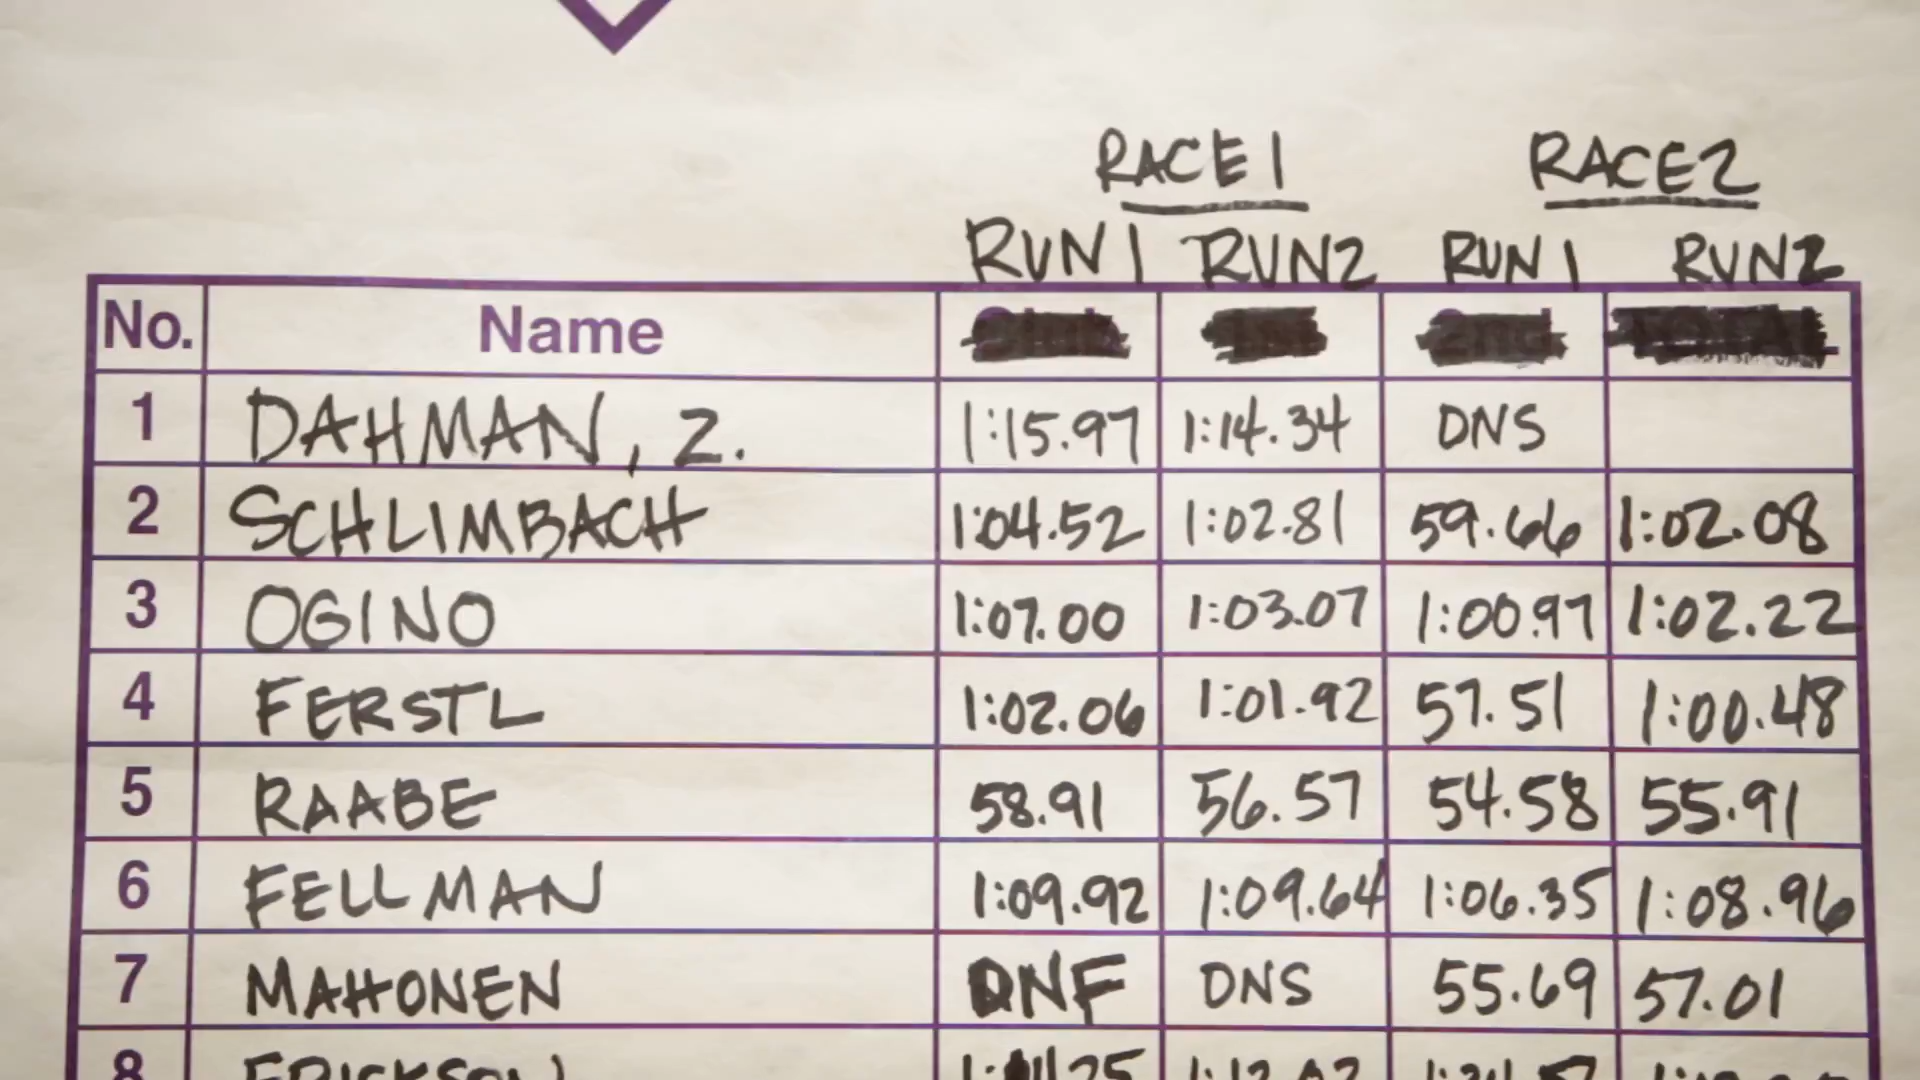 RACE 1 RACE 2
RUN 1 RUN 2 RUN 1 RUN 2
No. Name
1 DAHMAN, Z. 1:15.97 1:14.34 DNS
2 SCHLIMBACH 1:04.52 1:02.81 59.66 1:02.08
3 OGINO 1:07.00 1:03.07 1:00.97 1:02.22
4 FERSTL 1:02.06 1:01.92 57.51 1:00.48
5 RAABE 58.91 56.57 54.58 55.91
6 FELLMAN 1:09.92 1:09.64 1:06.35 1:08.96
7 MAHONEN DNF DNS 55.69 57.01
8 ERICKSON